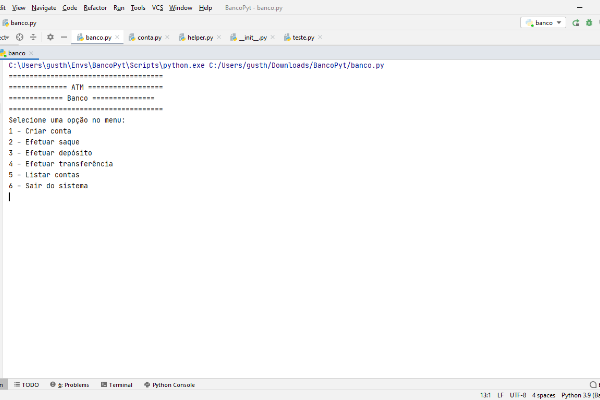 dit View Navigate Code Refactor Run Tools VCS Window Help BancoPyt - banco.py
banco.py banco
banco.py conta.py helper.py __init__.py teste.py
banco
C:\Users\gusth\Envs\BancoPyt\Scripts\python.exe C:/Users/gusth/Downloads/BancoPyt/banco.py
=====================================
============== ATM ==================
============= Banco ===============
=====================================
Selecione uma opção no menu:
1 - Criar conta
2 - Efetuar saque
3 - Efetuar depósito
4 - Efetuar transferência
5 - Listar contas
6 - Sair do sistema
TODO 6: Problems Terminal Python Console
13:1 LF UTF-8 4 spaces Python 3.9 (Ba